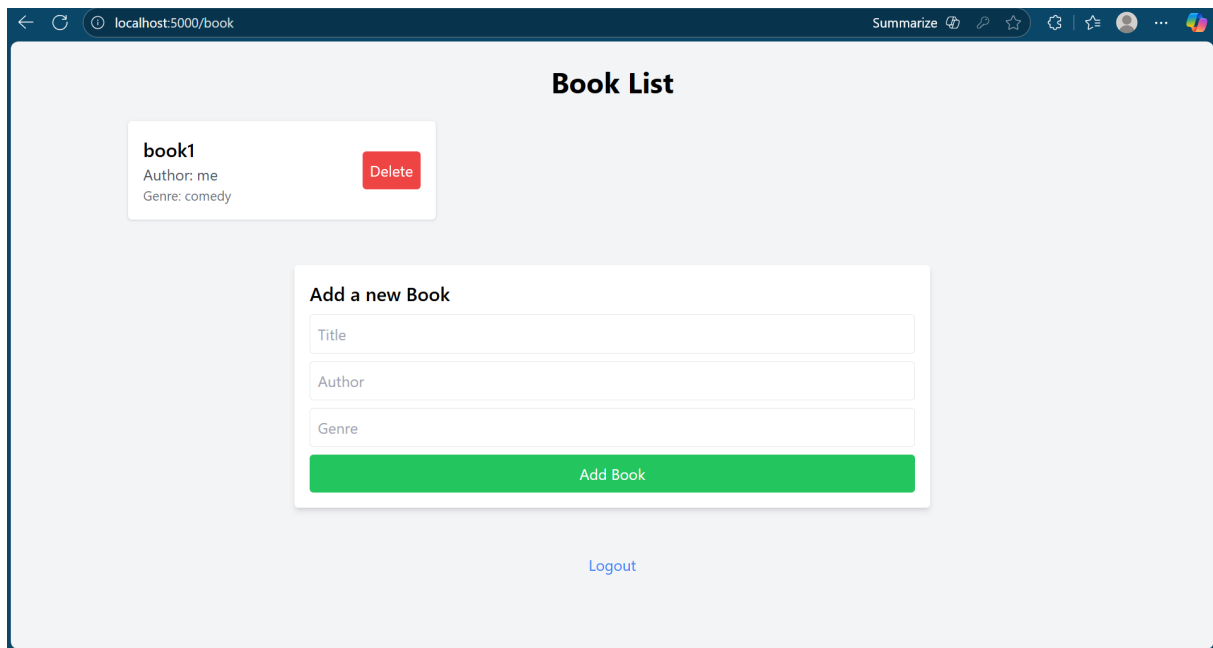 localhost:5000/book
Summarize
Book List
book1
Author: me
Genre: comedy
Delete
Add a new Book
Title
Author
Genre
Add Book
Logout